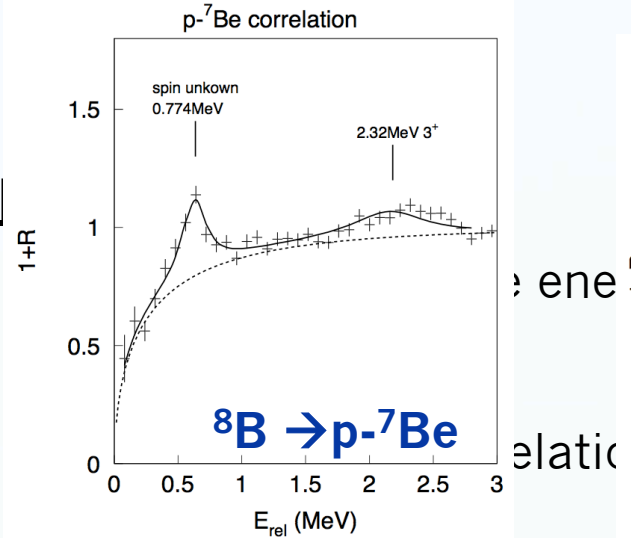 p-⁷Be correlation
spin unkown
0.774MeV
2.32MeV 3⁺
1.5
1
0.5
0
1+R
⁸B →p-⁷Be
0 0.5 1 1.5 2 2.5 3
E_rel (MeV)
ene
elatio